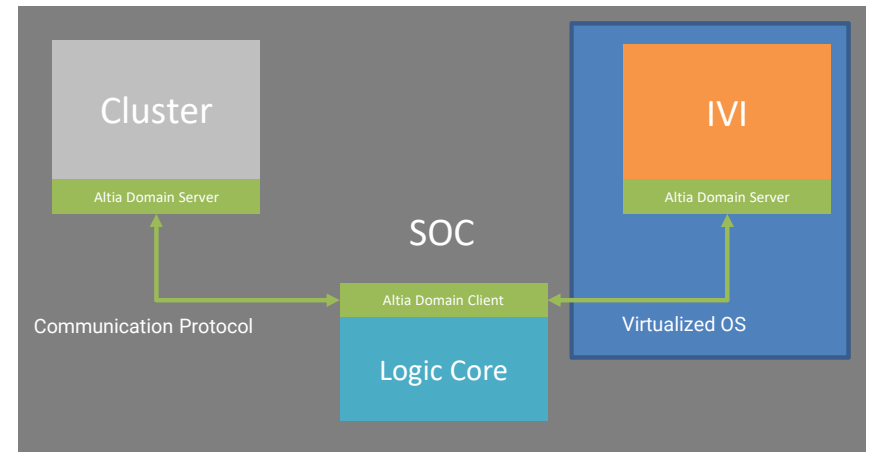 Cluster
IVI
Altia Domain Server
Altia Domain Server
SOC
Altia Domain Client
Communication Protocol
Virtualized OS
Logic Core